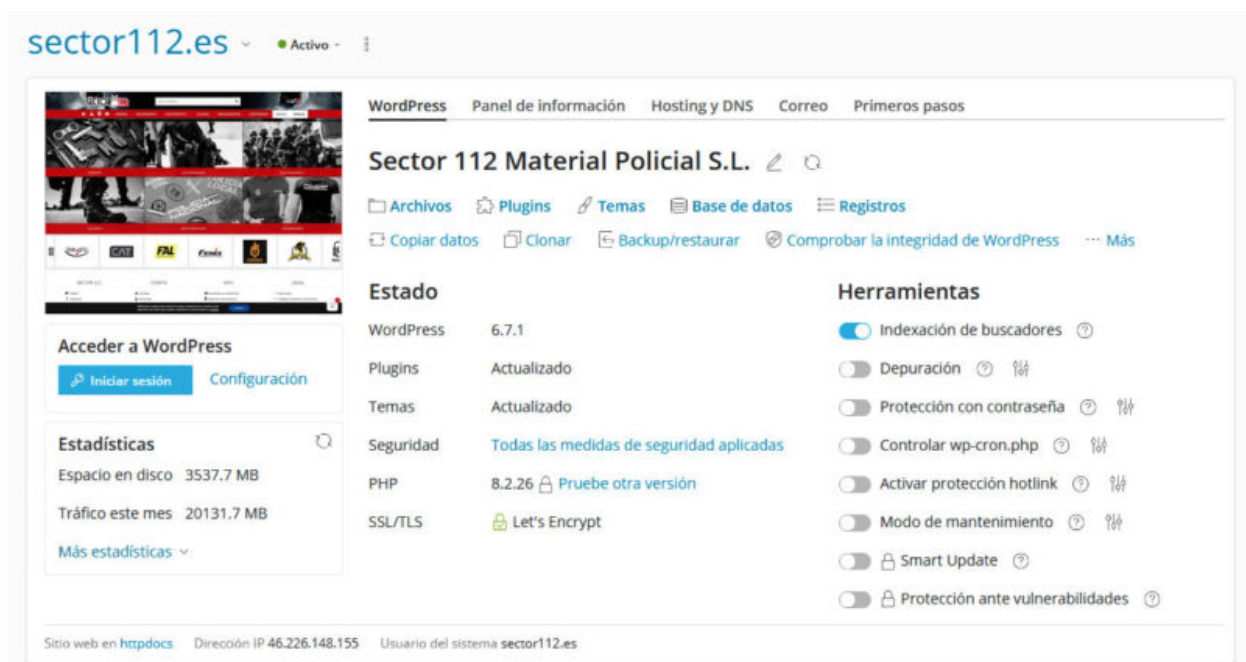 sector112.es Activo
WordPress Panel de información Hosting y DNS Correo Primeros pasos
Sector 112 Material Policial S.L.
Archivos Plugins Temas Base de datos Registros
Copiar datos Clonar Backup/restaurar Comprobar la integridad de WordPress ··· Más
CAT FAL
Acceder a WordPress
Iniciar sesión Configuración
Estadísticas
Espacio en disco 3537.7 MB
Tráfico este mes 20131.7 MB
Más estadísticas
Estado
WordPress 6.7.1
Plugins Actualizado
Temas Actualizado
Seguridad Todas las medidas de seguridad aplicadas
PHP 8.2.26 Pruebe otra versión
SSL/TLS Let's Encrypt
Herramientas
Indexación de buscadores
Depuración
Protección con contraseña
Controlar wp-cron.php
Activar protección hotlink
Modo de mantenimiento
Smart Update
Protección ante vulnerabilidades
Sitio web en httpdocs Dirección IP 46.226.148.155 Usuario del sistema sector112.es